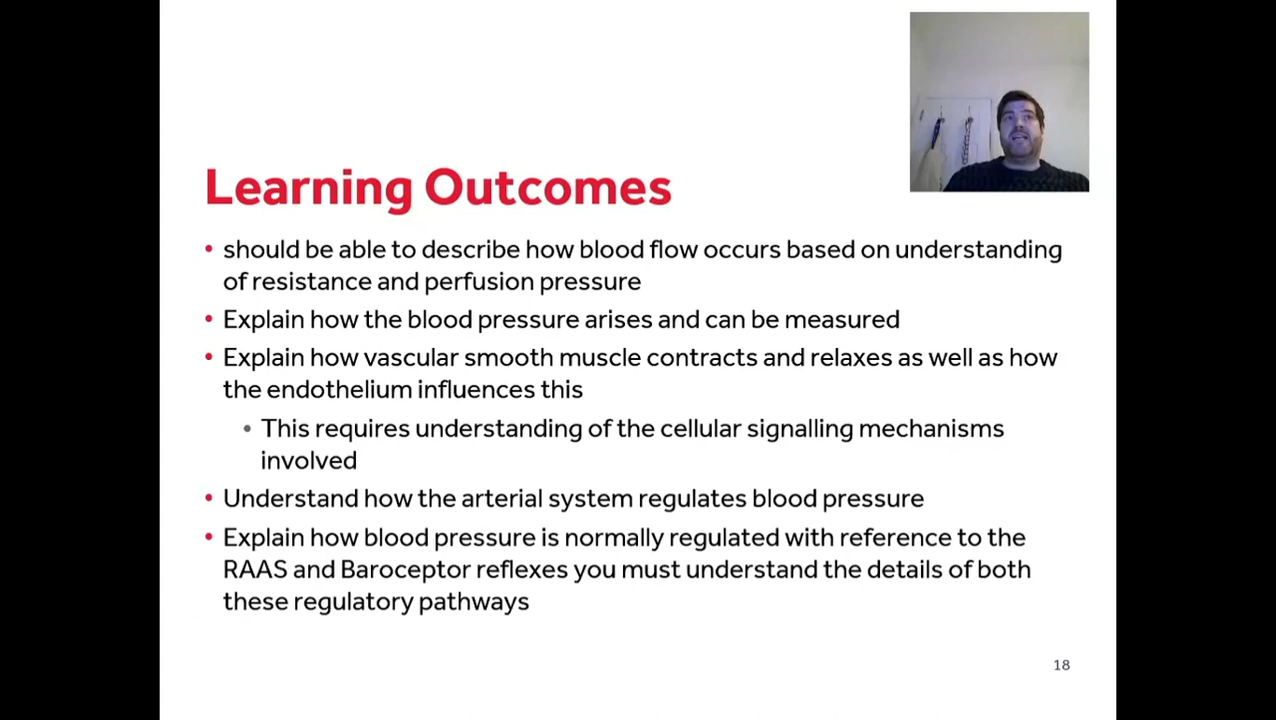 Learning Outcomes
• should be able to describe how blood flow occurs based on understanding
of resistance and perfusion pressure
• Explain how the blood pressure arises and can be measured
• Explain how vascular smooth muscle contracts and relaxes as well as how
the endothelium influences this
• This requires understanding of the cellular signalling mechanisms
involved
• Understand how the arterial system regulates blood pressure
• Explain how blood pressure is normally regulated with reference to the
RAAS and Baroceptor reflexes you must understand the details of both
these regulatory pathways
18